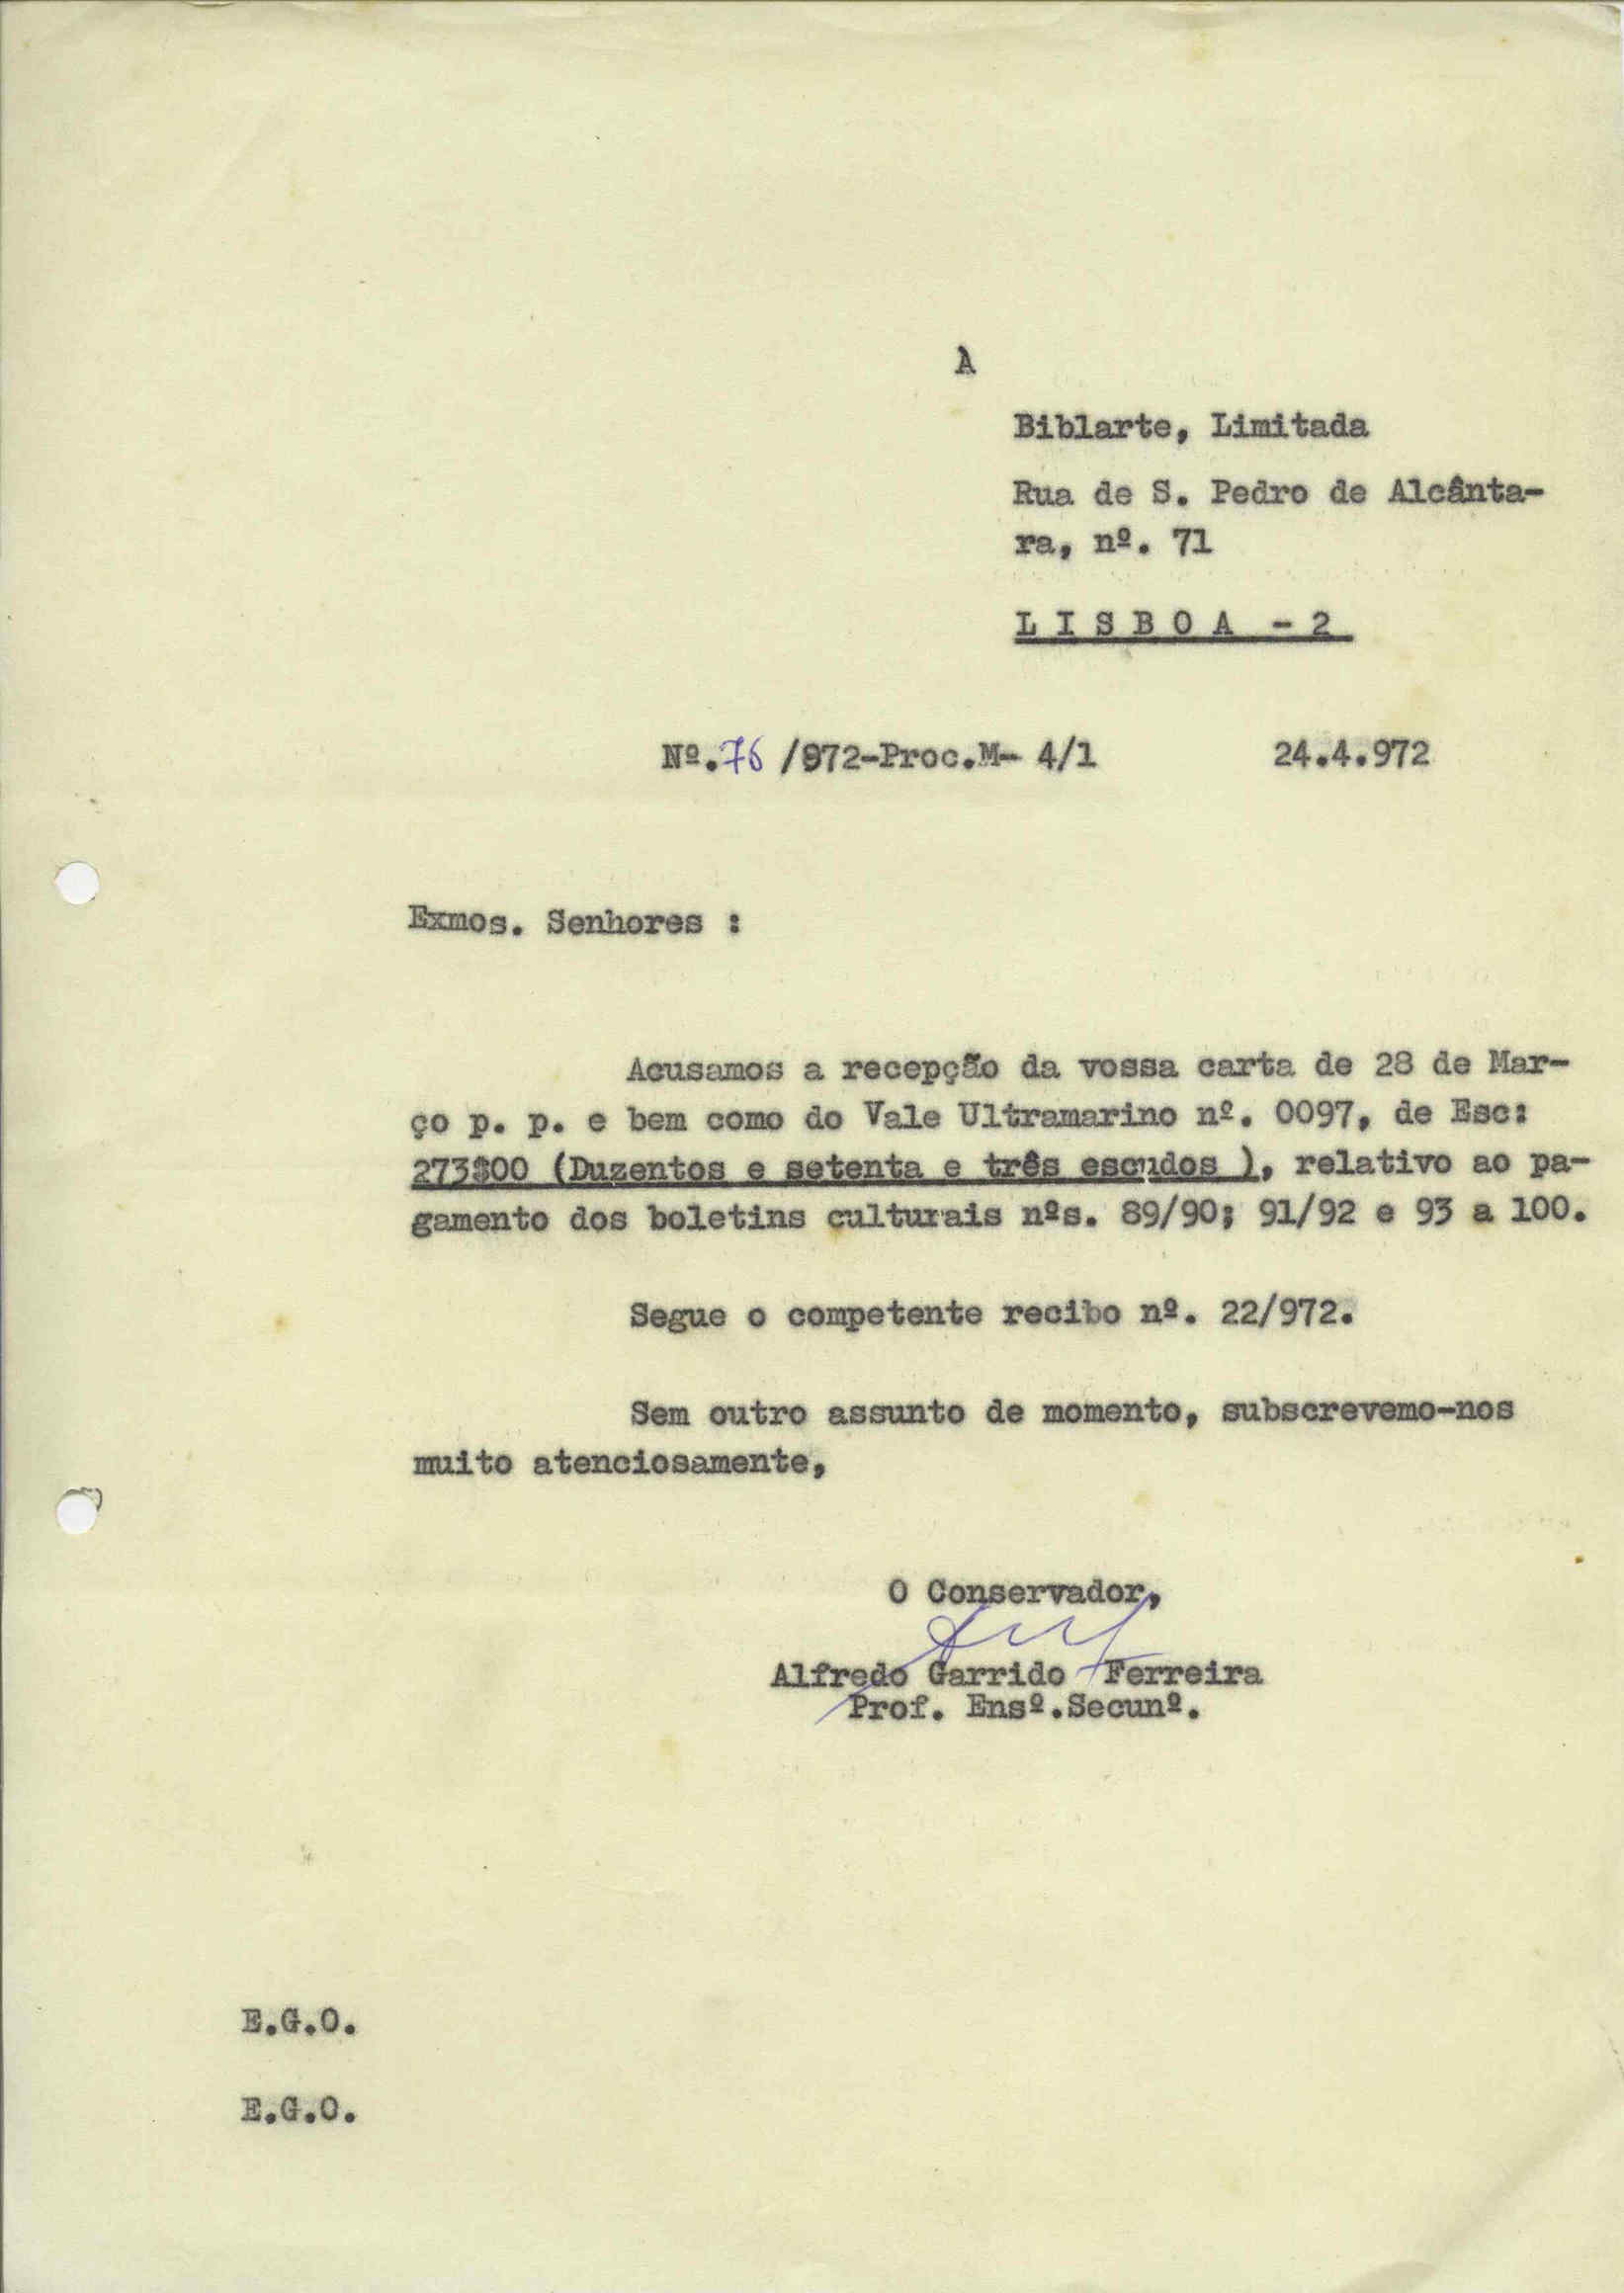 A
Biblarte, Limitada
Rua de S. Pedro de Alcânta-
ra, nº. 71
L I S B O A - 2
Nº.76 /972-Proc.M- 4/1 24.4.972
Exmos. Senhores :
Acusamos a recepção da vossa carta de 28 de Mar-
ço p. p. e bem como do Vale Ultramarino nº. 0097, de Esc:
273$00 (Duzentos e setenta e três escudos ), relativo ao pa-
gamento dos boletins culturais nºs. 89/90; 91/92 e 93 a 100.
Segue o competente recibo nº. 22/972.
Sem outro assunto de momento, subscrevemo-nos
muito atenciosamente,
O Conservador,
Alfredo Garrido Ferreira
Prof. Ensº.Secunº.
E.G.O.
E.G.O.